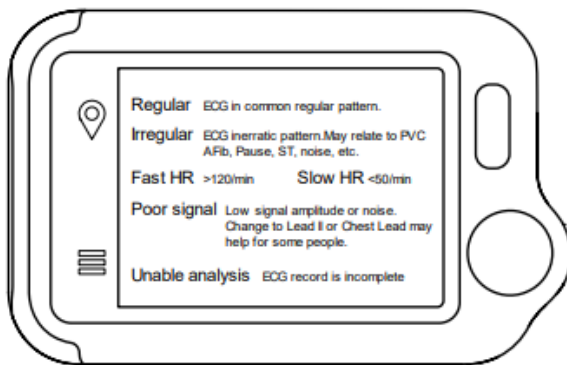 Regular ECG in common regular pattern.
Irregular ECG inerratic pattern.May relate to PVC
AFib, Pause, ST, noise, etc.
Fast HR >120/min Slow HR <50/min
Poor signal Low signal amplitude or noise.
Change to Lead II or Chest Lead may
help for some people.
Unable analysis ECG record is incomplete